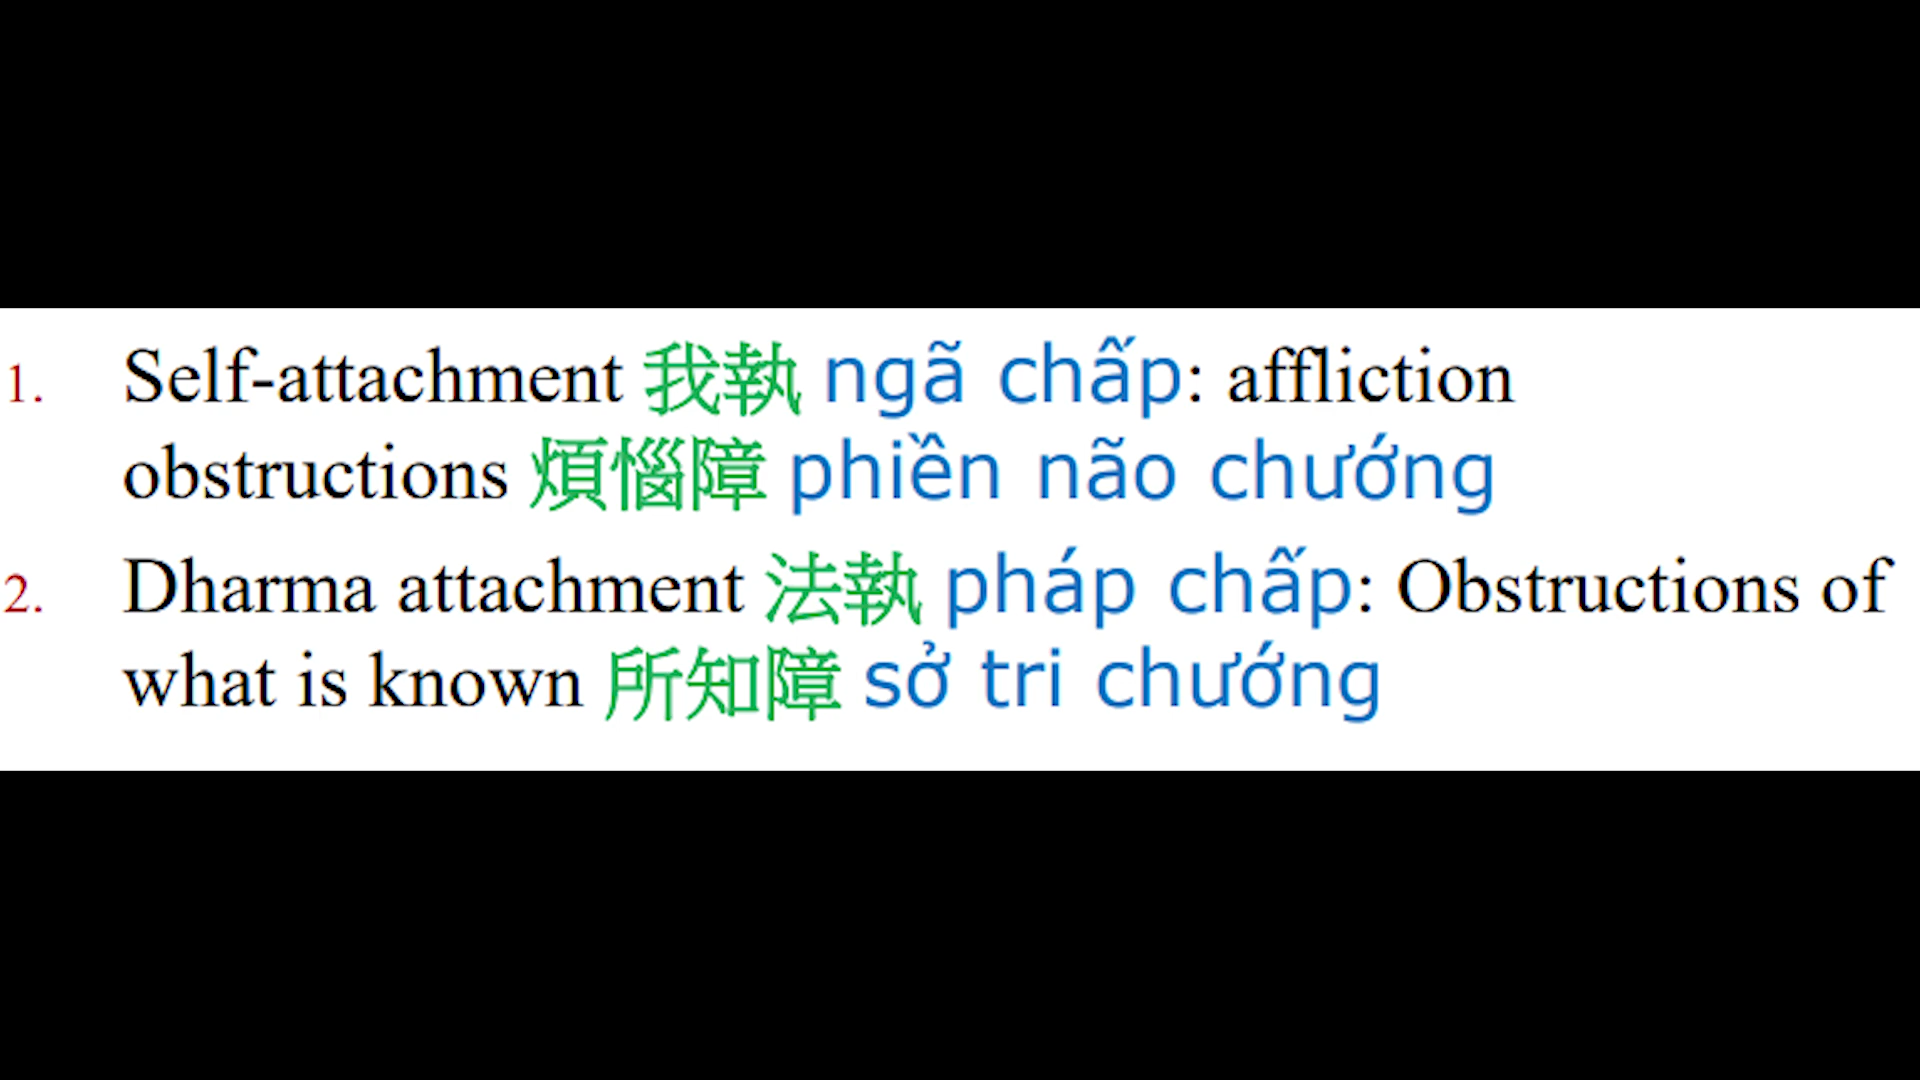 1. Self-attachment 我執 ngã chấp: affliction
obstructions 煩惱障 phiền não chướng
2. Dharma attachment 法執 pháp chấp: Obstructions of
what is known 所知障 sở tri chướng